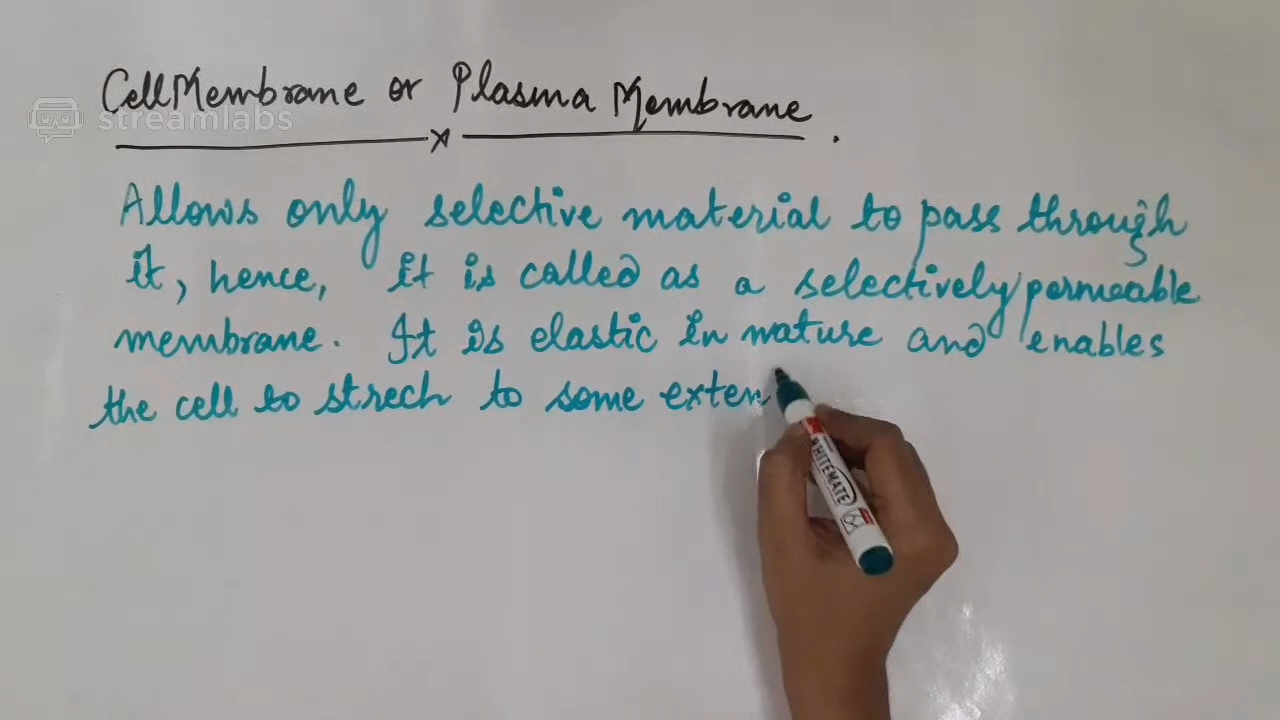 Cell Membrane or Plasma Membrane.
streamlabs
Allows only selective material to pass through
it, hence, it is called as a selectively permeable
membrane. It is elastic in nature and enables
the cell to strech to some exten
WHITEMATE